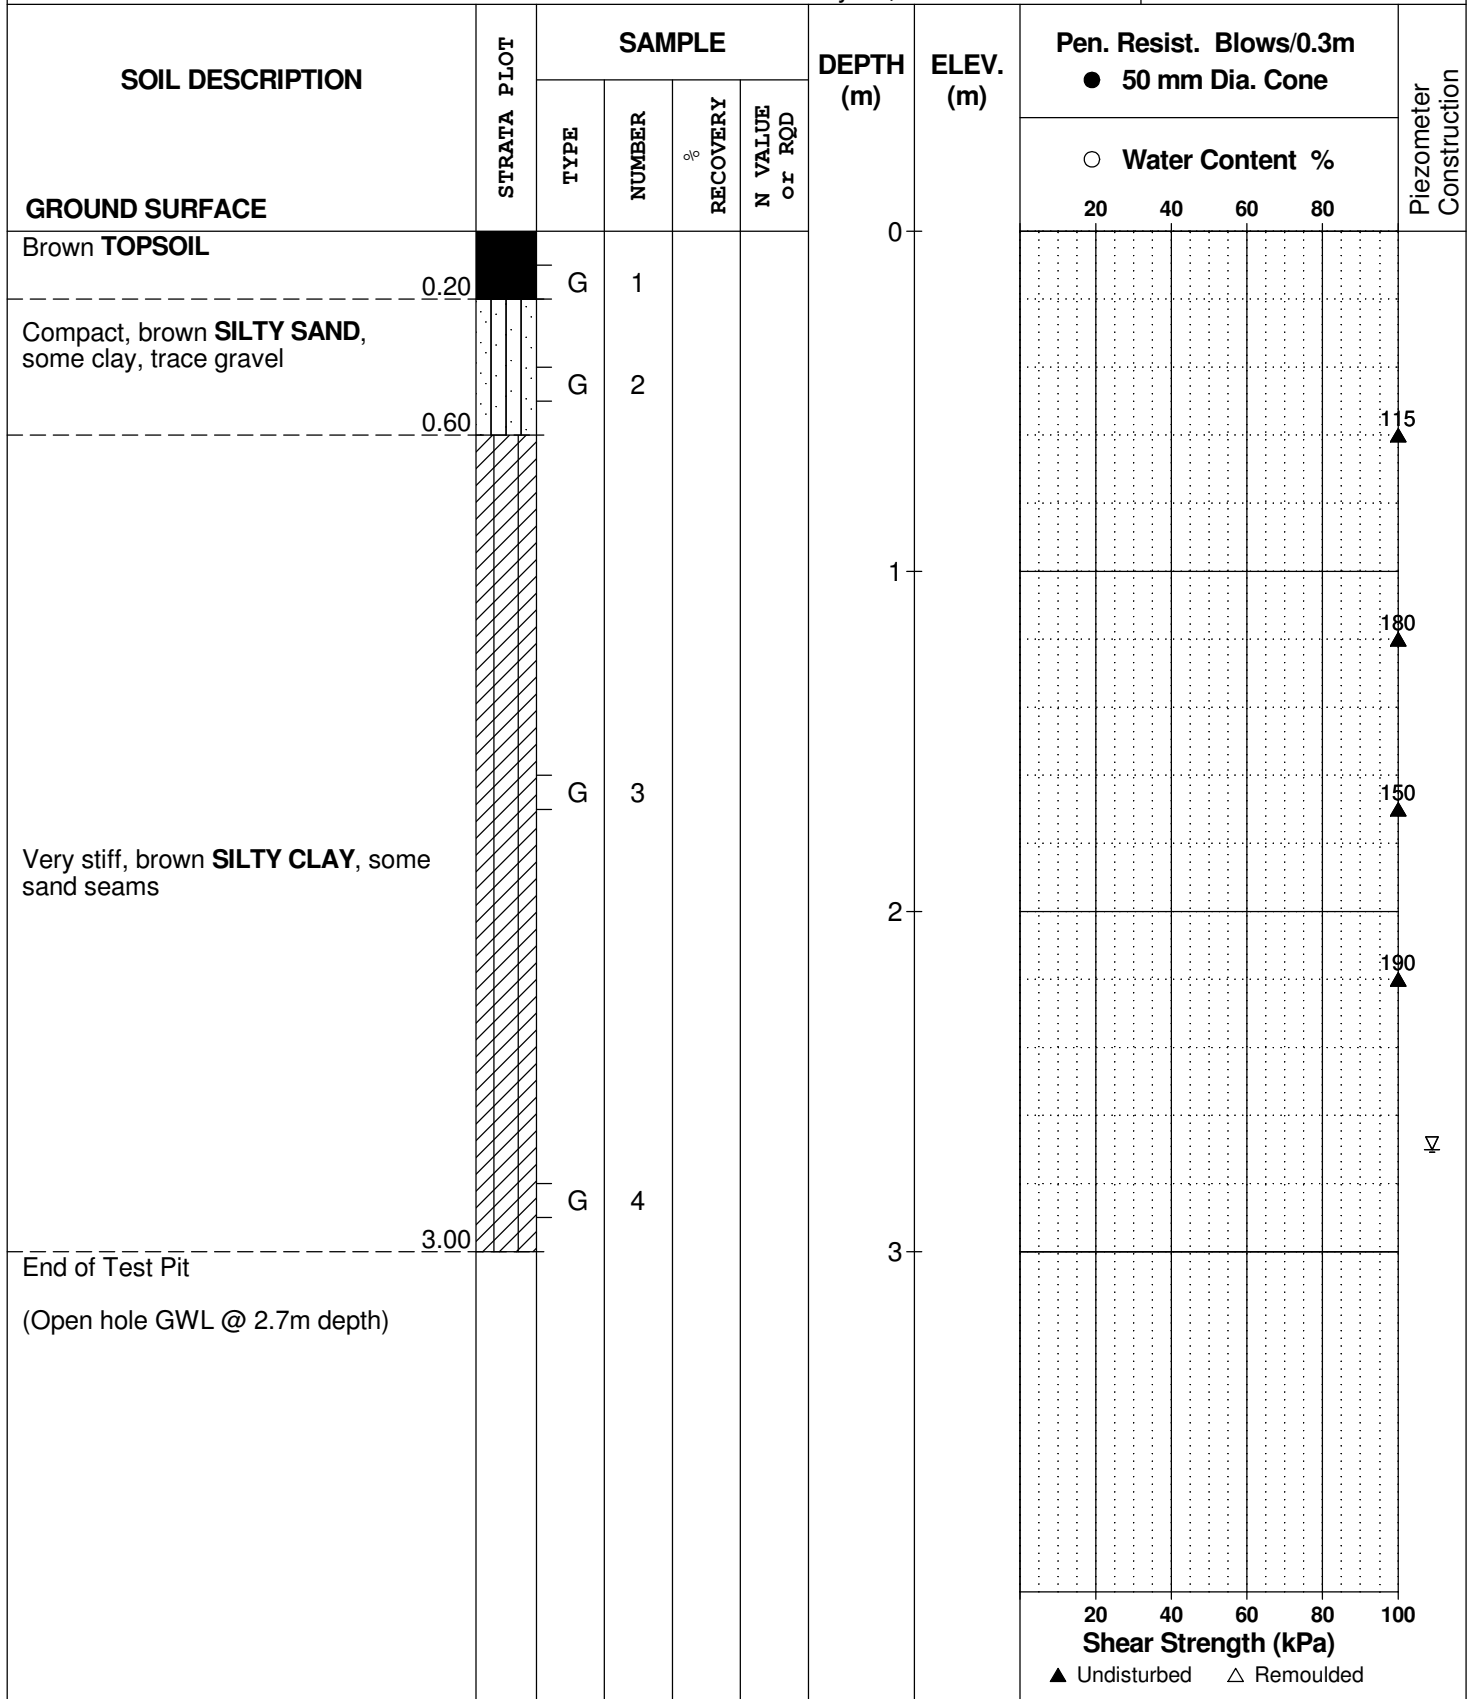 SOIL DESCRIPTION
GROUND SURFACE
STRATA PLOT
SAMPLE
TYPE
NUMBER
%
RECOVERY
N VALUE
or RQD
DEPTH
(m)
ELEV.
(m)
Pen. Resist. Blows/0.3m
● 50 mm Dia. Cone
○ Water Content %
20 40 60 80
Piezometer
Construction
Brown TOPSOIL
0.20
G 1
0
Compact, brown SILTY SAND,
some clay, trace gravel
G 2
0.60
115
1
180
G 3
150
Very stiff, brown SILTY CLAY, some
sand seams
2
190
G 4
3.00
3
End of Test Pit
(Open hole GWL @ 2.7m depth)
20 40 60 80 100
Shear Strength (kPa)
▲ Undisturbed △ Remoulded